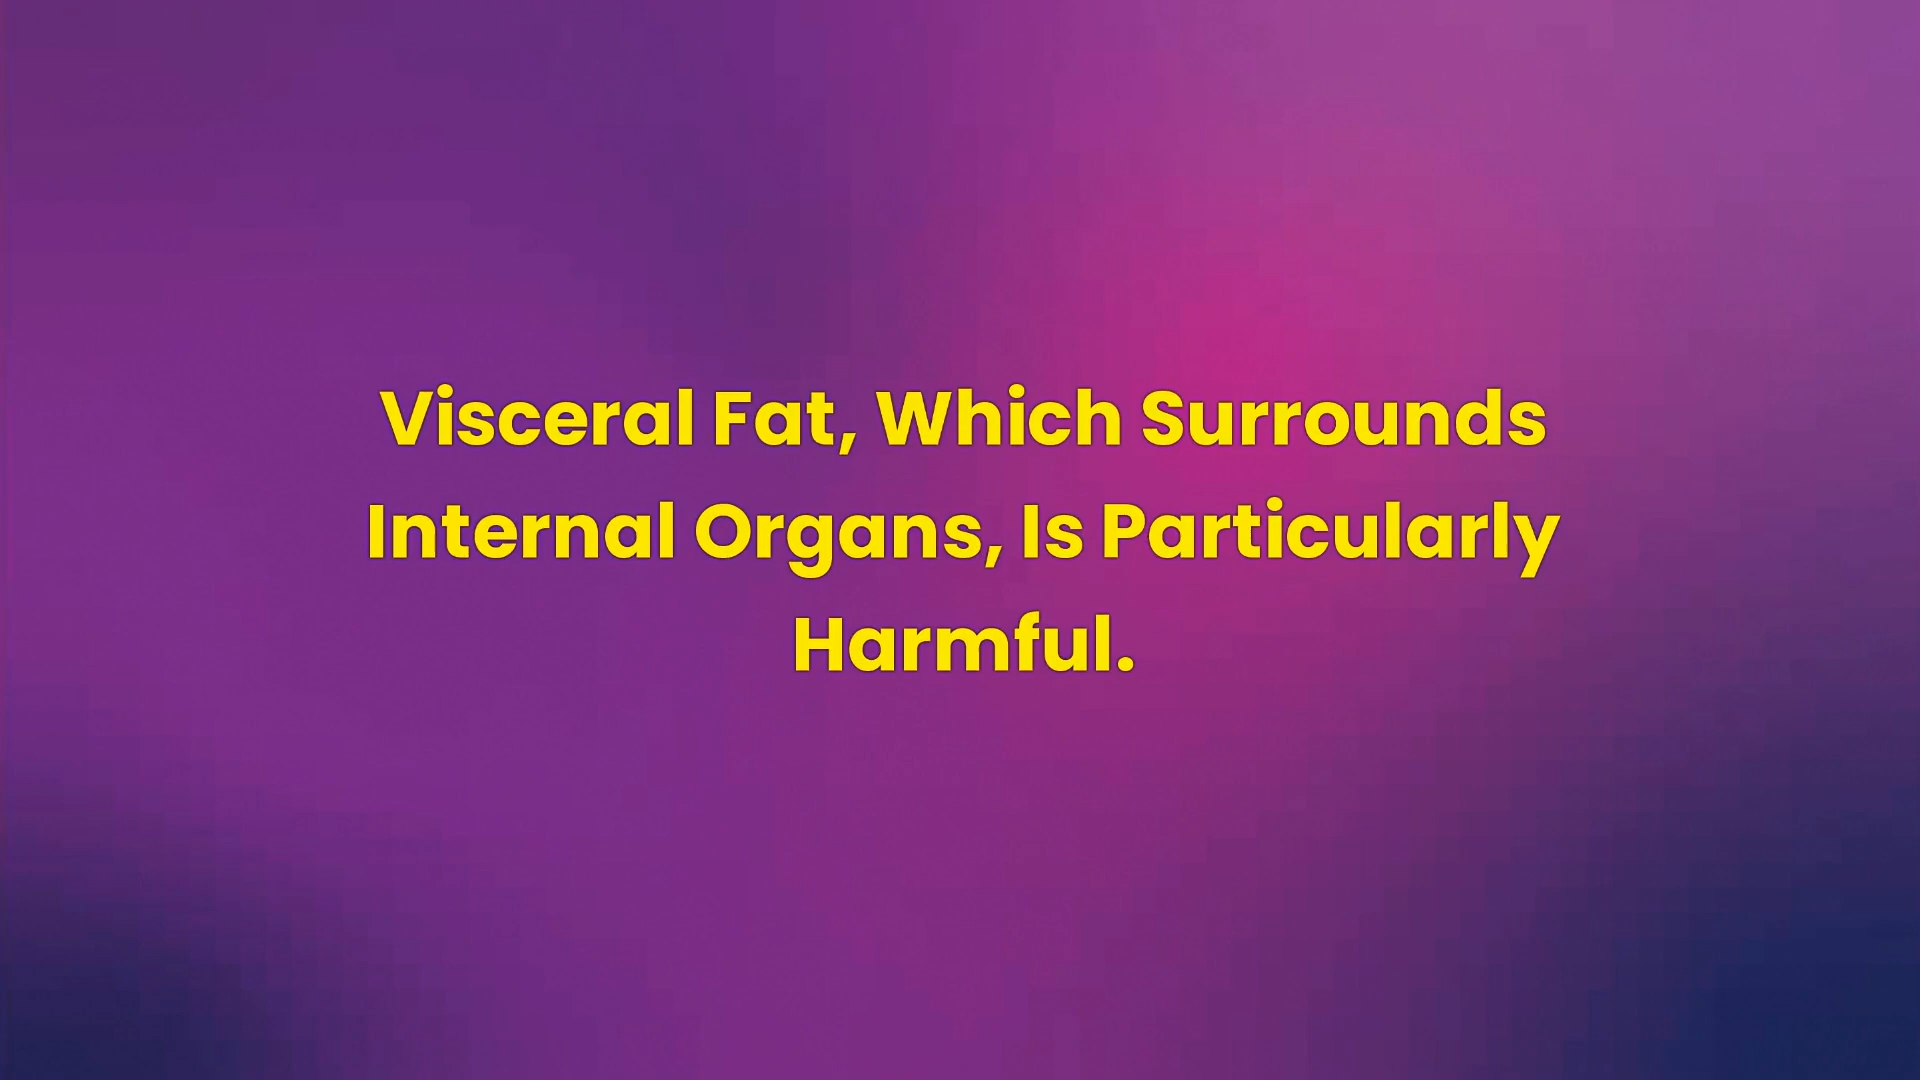 Visceral Fat, Which Surrounds
Internal Organs, Is Particularly
Harmful.